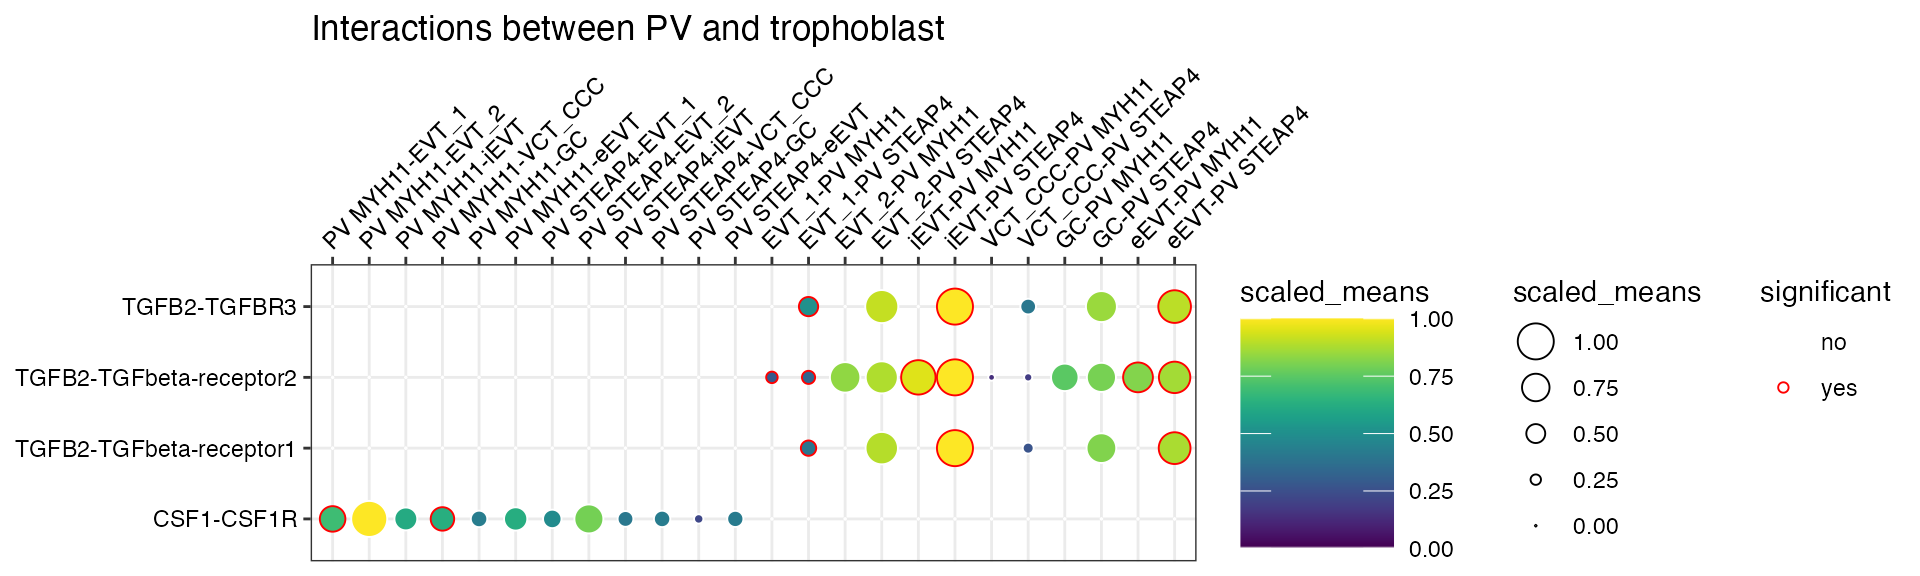 Interactions between PV and trophoblast
PV MYH11-EVT_1
PV MYH11-EVT_2
PV MYH11-iEVT
PV MYH11-VCT_CCC
PV MYH11-GC
PV MYH11-eEVT
PV STEAP4-EVT_1
PV STEAP4-EVT_2
PV STEAP4-iEVT
PV STEAP4-VCT_CCC
PV STEAP4-GC
PV STEAP4-eEVT
EVT_1-PV MYH11
EVT_1-PV STEAP4
EVT_2-PV MYH11
EVT_2-PV STEAP4
iEVT-PV MYH11
iEVT-PV STEAP4
VCT_CCC-PV MYH11
VCT_CCC-PV STEAP4
GC-PV MYH11
GC-PV STEAP4
eEVT-PV MYH11
eEVT-PV STEAP4
TGFB2-TGFBR3
TGFB2-TGFbeta-receptor2
TGFB2-TGFbeta-receptor1
CSF1-CSF1R
scaled_means
1.00
0.75
0.50
0.25
0.00
scaled_means
1.00
0.75
0.50
0.25
0.00
significant
no
yes